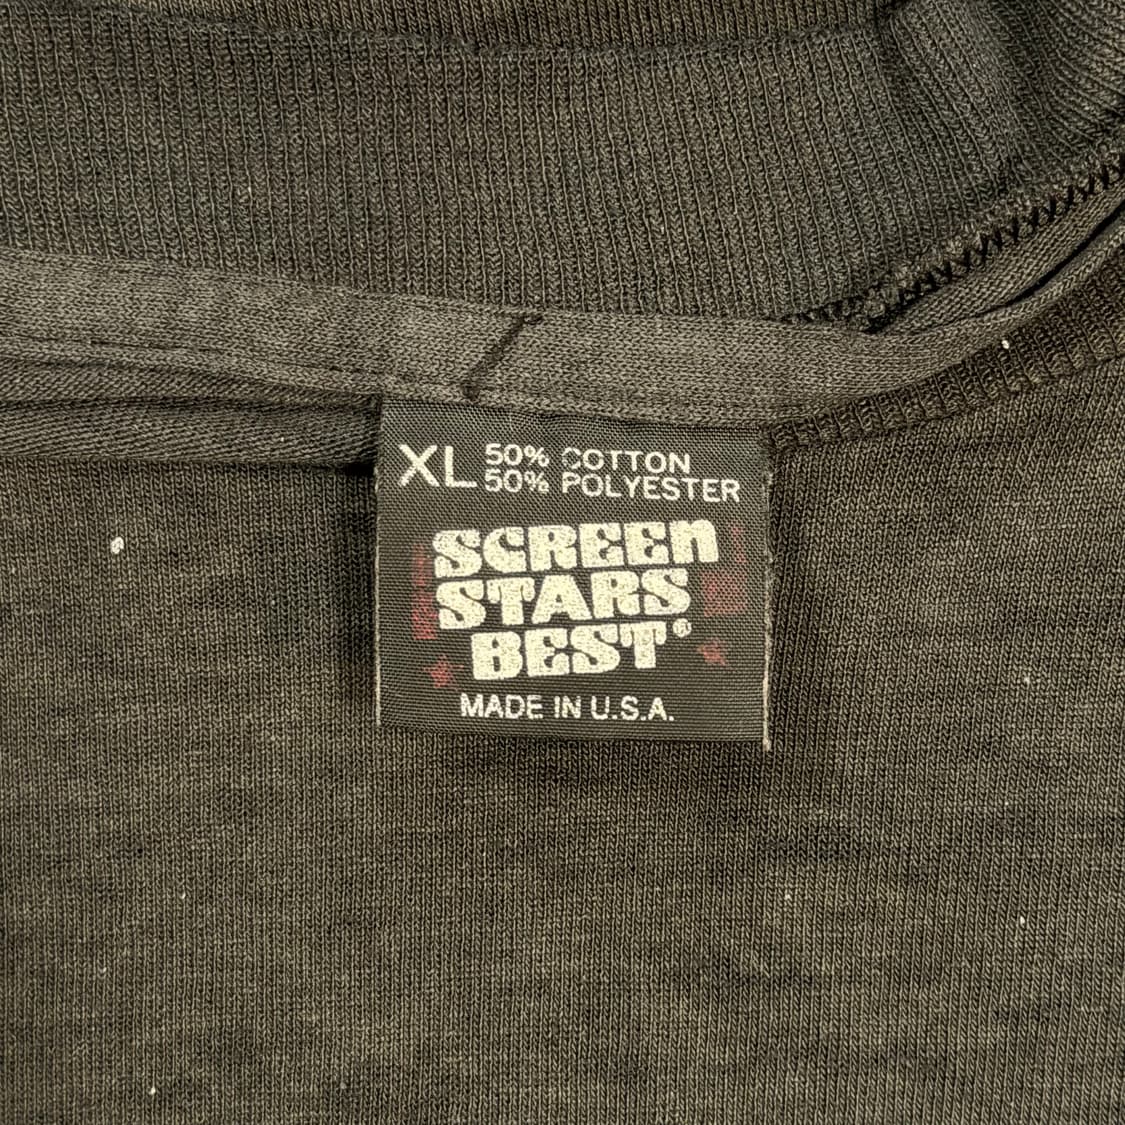 XL 50% COTTON
50% POLYESTER
SCREEN
STARS
BEST®
MADE IN U.S.A.